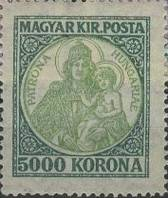 MAGYAR KIR. POSTA
PATRONA HUNGARIAE
5000 KORONA